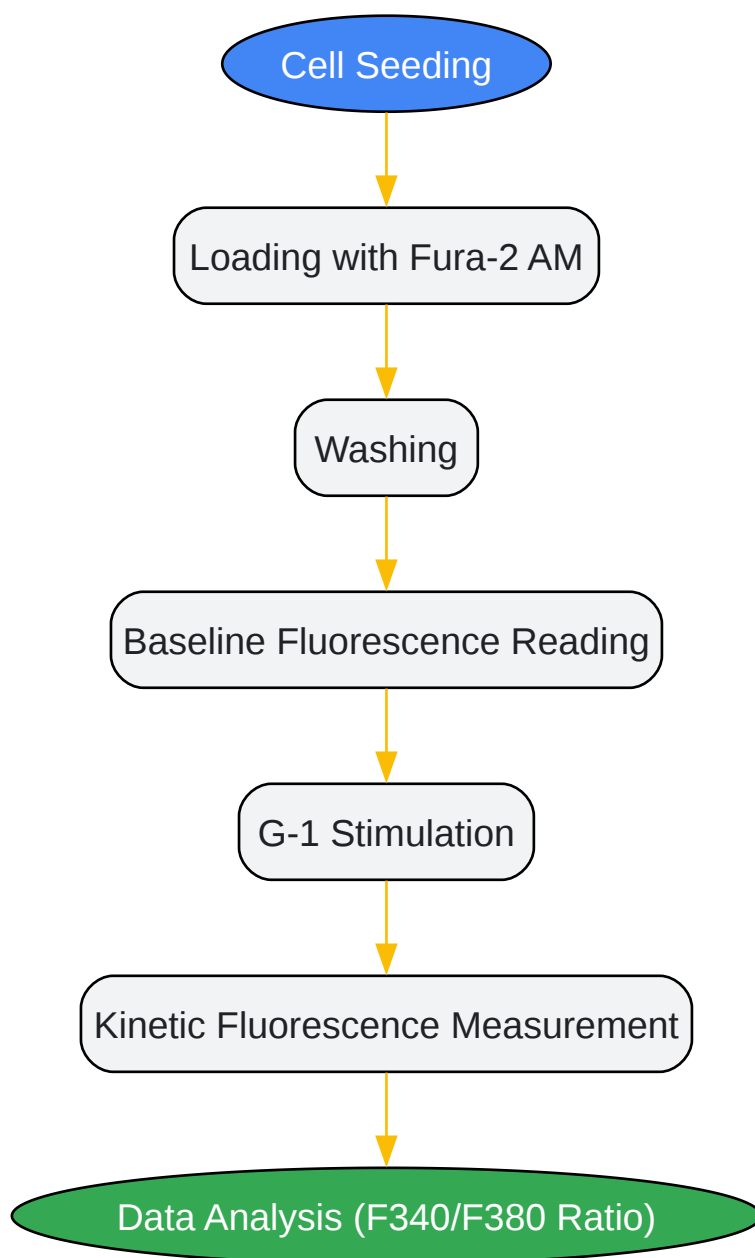 Cell Seeding
Loading with Fura-2 AM
Washing
Baseline Fluorescence Reading
G-1 Stimulation
Kinetic Fluorescence Measurement
Data Analysis (F340/F380 Ratio)